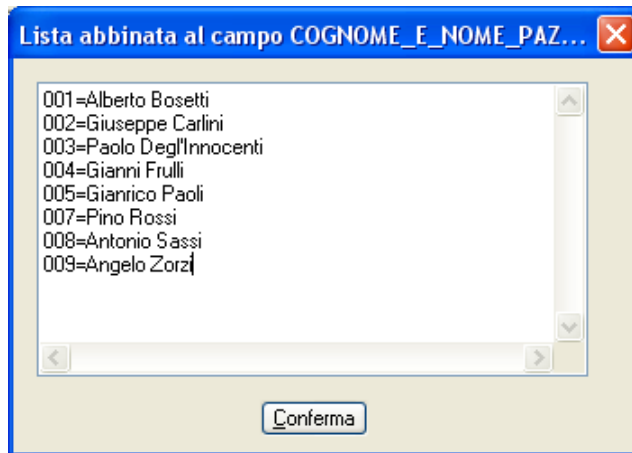 Lista abbinata al campo COGNOME_E_NOME_PAZ...
001=Alberto Bosetti
002=Giuseppe Carlini
003=Paolo Degl'Innocenti
004=Gianni Frulli
005=Gianrico Paoli
007=Pino Rossi
008=Antonio Sassi
009=Angelo Zorzi
Conferma